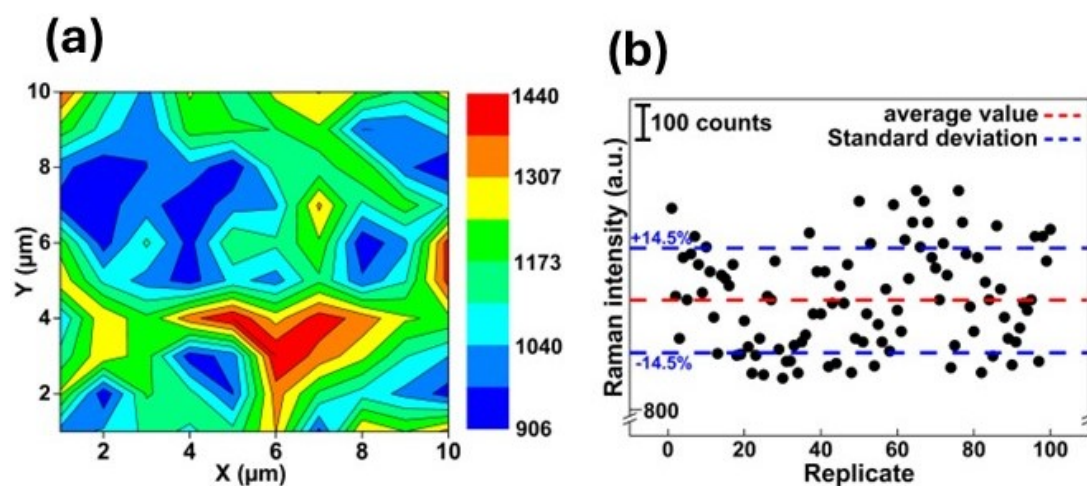 (a)
10
8
6
4
2
Y (µm)
2 4 6 8 10
X (µm)
1440
1307
1173
1040
906
(b)
100 counts
average value
Standard deviation
+14.5%
-14.5%
800
Raman intensity (a.u.)
0 20 40 60 80 100
Replicate